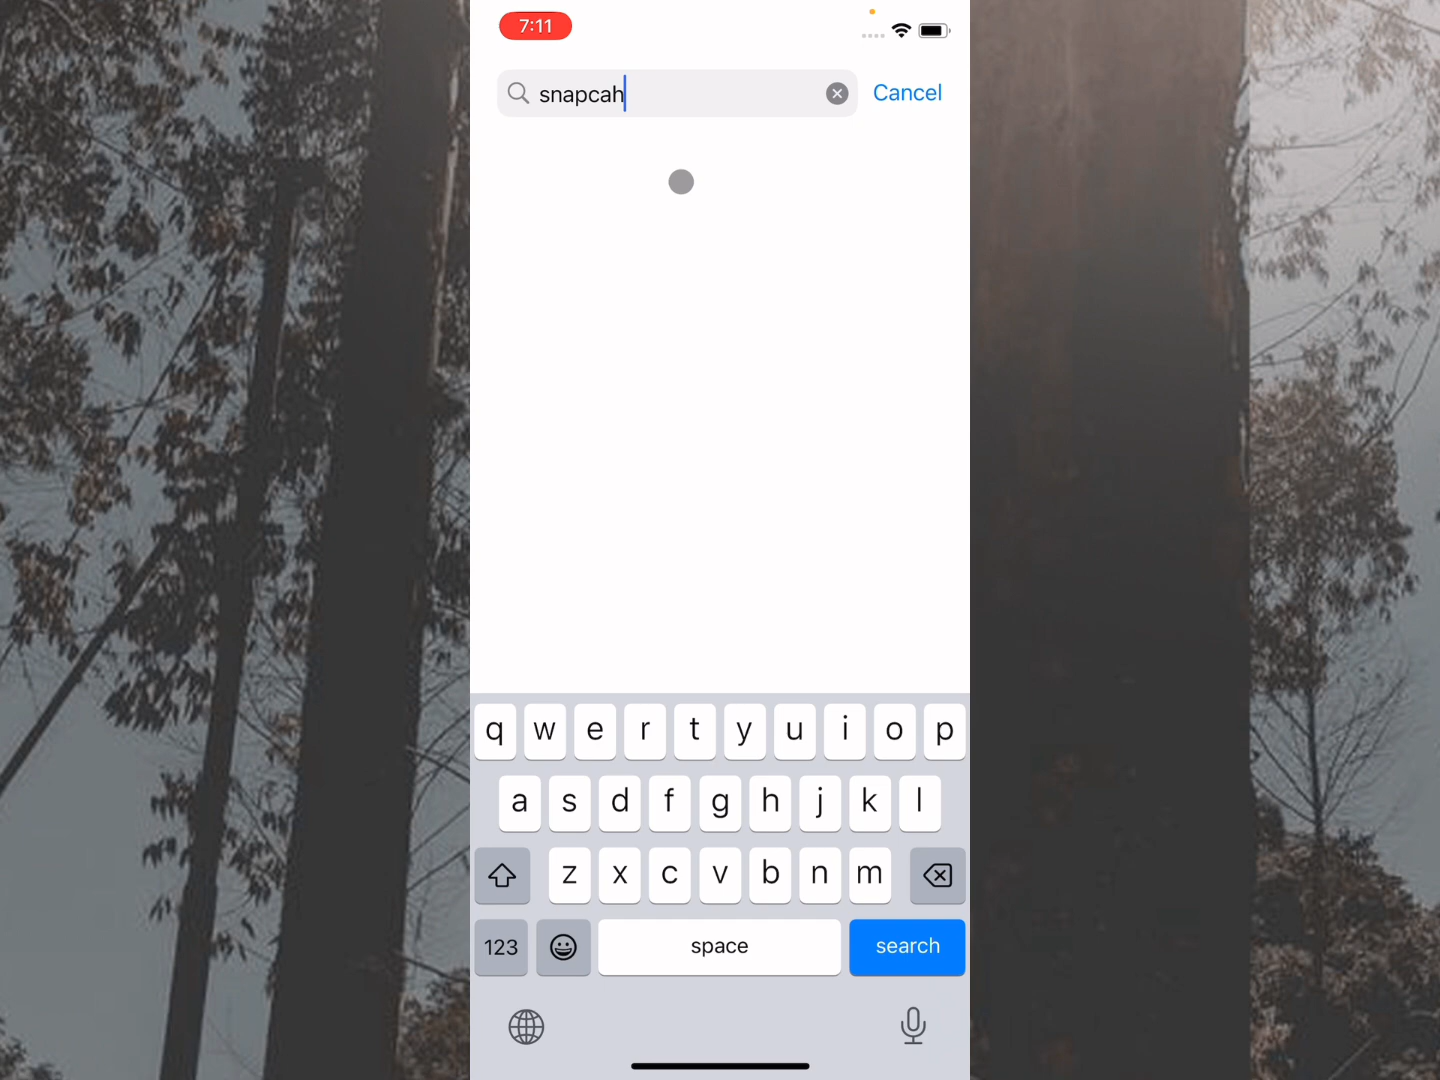 7:11
snapcah
Cancel
q w e r t y u i o p
a s d f g h j k l
z x c v b n m
123 space search